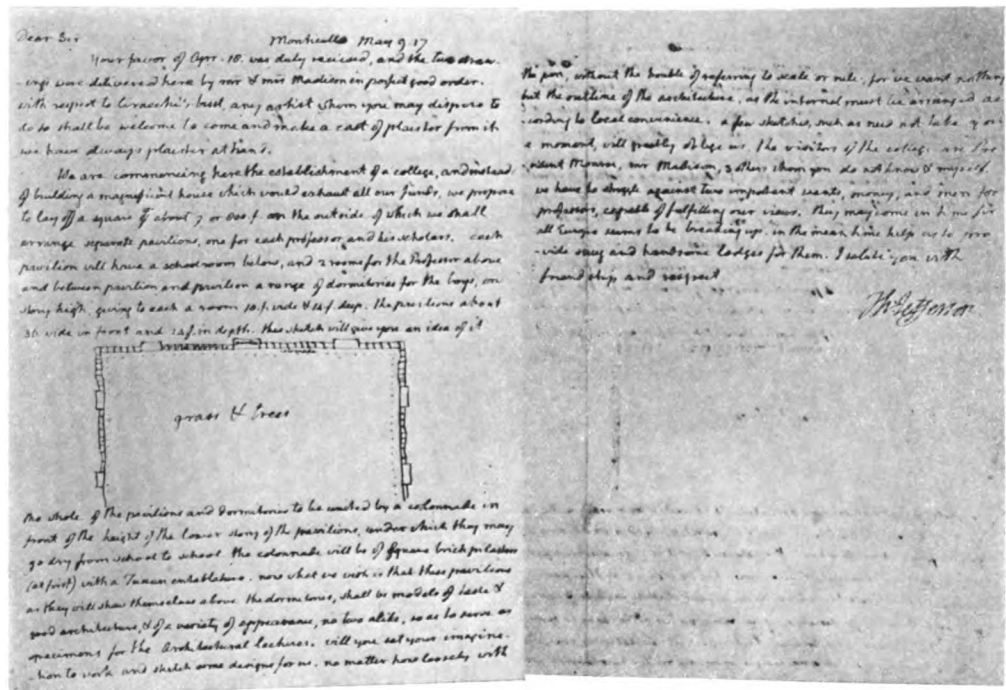 Dear Sir
Monticello May 9. 17
Your favor of Apr. 18. was duly recieved, and the two draw-
ings were delivered here by mr & mrs Madison in perfect good order.
with respect to Ceracchi's bust, any artist whom you may dispose to
do so shall be welcome to come and make a cast of plaister from it.
we have always plaister at hand.
We are commencing here the establishment of a college, and instead
of building a magnificent house which would exhaust all our funds, we propose
to lay off a square of about 7 or 800. f. on the outside of which we shall
arrange separate pavilions, one for each professor and his scholars. each
pavilion will have a schoolroom below, and 2 rooms for the Professor above
and between pavilion and pavilion a range of dormitories for the boys, one
story high, giving to each a room 10. f. wide & 14 f. deep. the pavilions about
36 wide in front and 24 f. in depth. this sketch will give you an idea of it
grass & trees
the whole of the pavilions and dormitories to be united by a colonnade in
front of the height of the lower story of the pavilions, under which they may
go dry from school to school. the colonnade will be of square brick pilasters
(at first) with a Tuscan entablature. now what we wish is that these pavilions
as they will shew themselves above the dormitories, shall be models of taste &
good architecture, & of a variety of appearance, no two alike, so as to serve as
specimens for the Architectural lectures. will you set your imagina-
-tion to work and sketch some designs for us, no matter how loosely with
the pen, without the trouble of referring to scale or rule; for we want nothing
but the outline of the architecture, as the internal must be arranged ac-
cording to local convenience. a few sketches, such as need not take you
a moment, will greatly oblige us. the visitors of the college are Pre-
sident Monroe, mr Madison, 3 others whom you do not know & myself.
we have to struggle against two important wants, money, and men for
professors, capable of fulfilling our views. they may come in time for
all Europe seems to be breaking up. in the mean time help us to pro
-vide snug and handsome lodges for them. I salute you with
friendship and respect
Th Jefferson